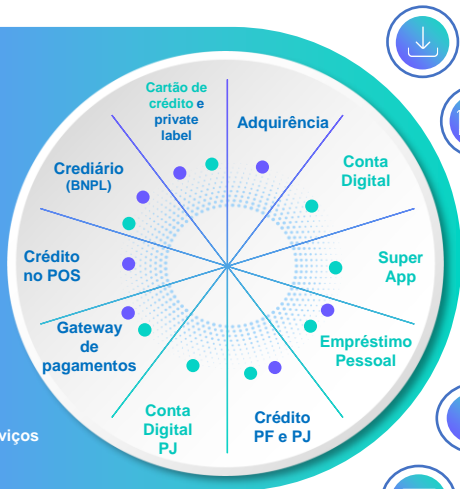 Cartão de
crédito e
private
label
Adquirência
Conta
Digital
Super
App
Empréstimo
Pessoal
Crédito
PF e PJ
Conta
Digital
PJ
Gateway
de
pagamentos
Crédito
no POS
Crediário
(BNPL)
viços